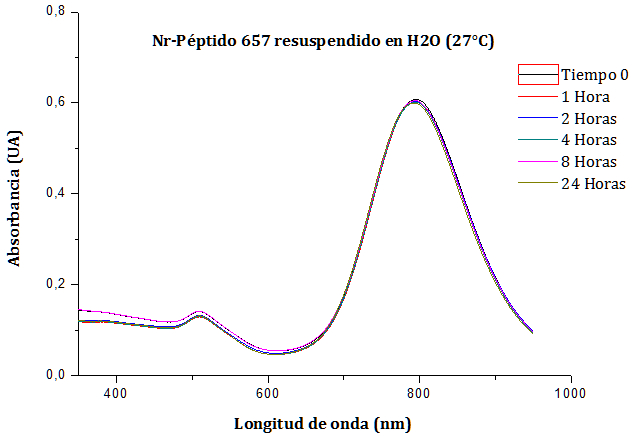 0,8
Nr-Péptido 657 resuspendido en H2O (27°C)
Tiempo 0
1 Hora
2 Horas
4 Horas
8 Horas
24 Horas
0,6
0,4
0,2
0,0
Absorbancia (UA)
400
600
800
1000
Longitud de onda (nm)